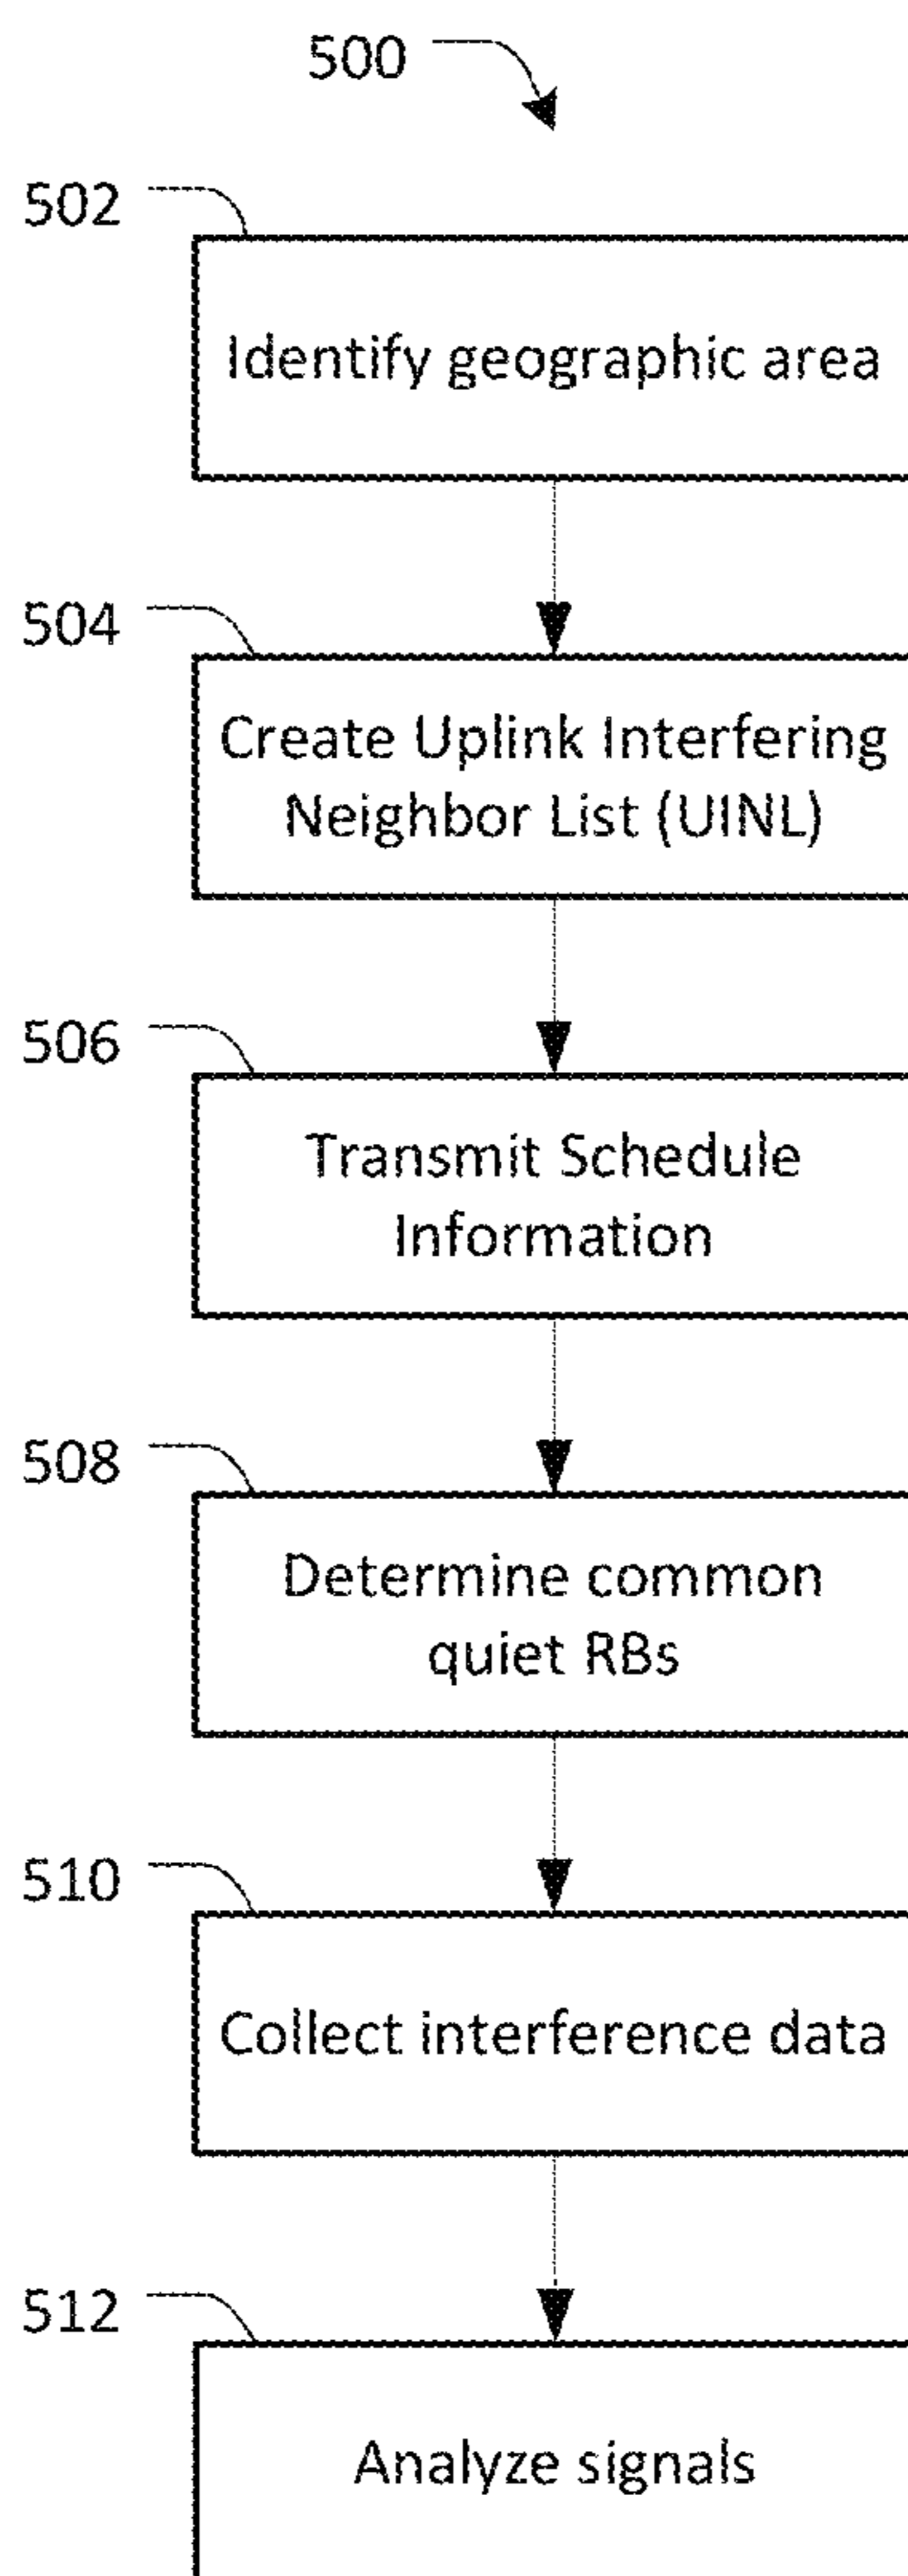 500
502
Identify geographic area
504
Create Uplink Interfering
Neighbor List (UINL)
506
Transmit Schedule
Information
508
Determine common
quiet RBs
510
Collect interference data
512
Analyze signals